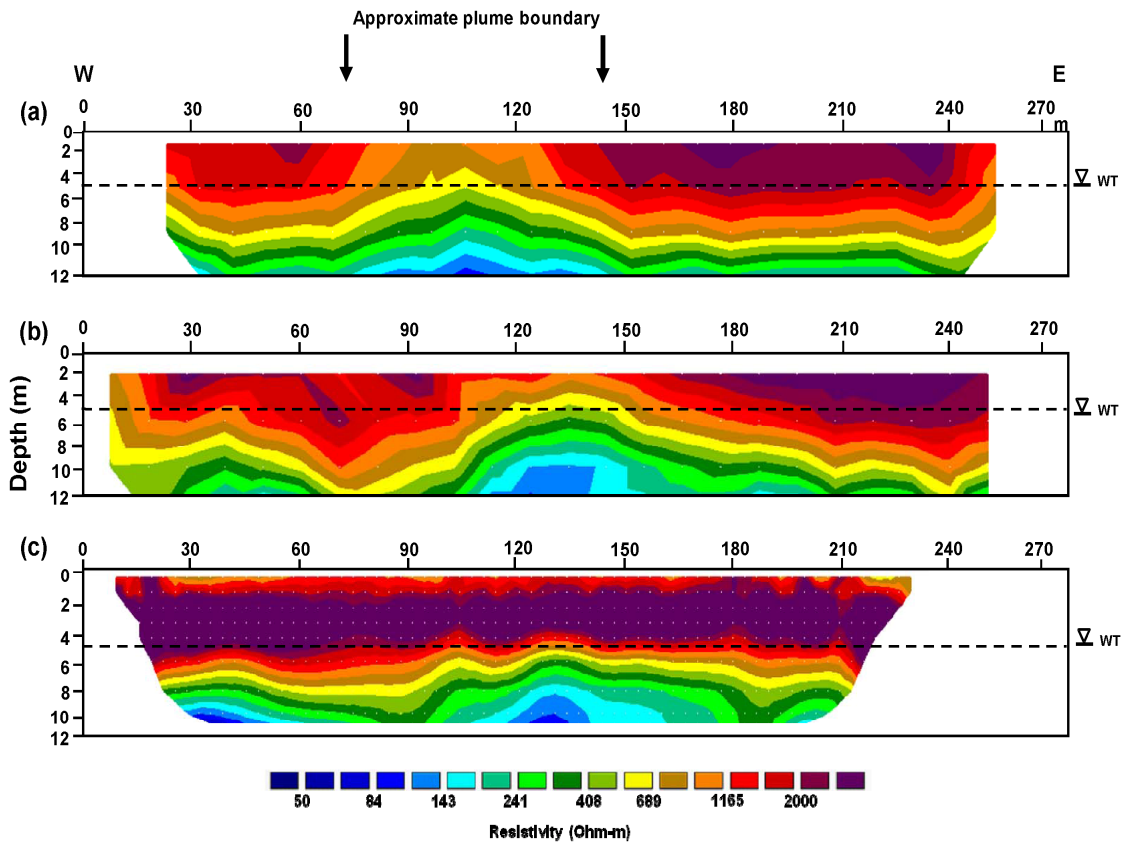 Approximate plume boundary
W E
(a) 0 30 60 90 120 150 180 210 240 270
m
0
2
4
WT
6
8
10
12
(b) 0 30 60 90 120 150 180 210 240 270
0
2
4
WT
6
8
10
12
Depth (m)
(c) 0 30 60 90 120 150 180 210 240 270
0
2
4
WT
6
8
10
12
50 84 143 241 408 689 1165 2000
Resistivity (Ohm-m)